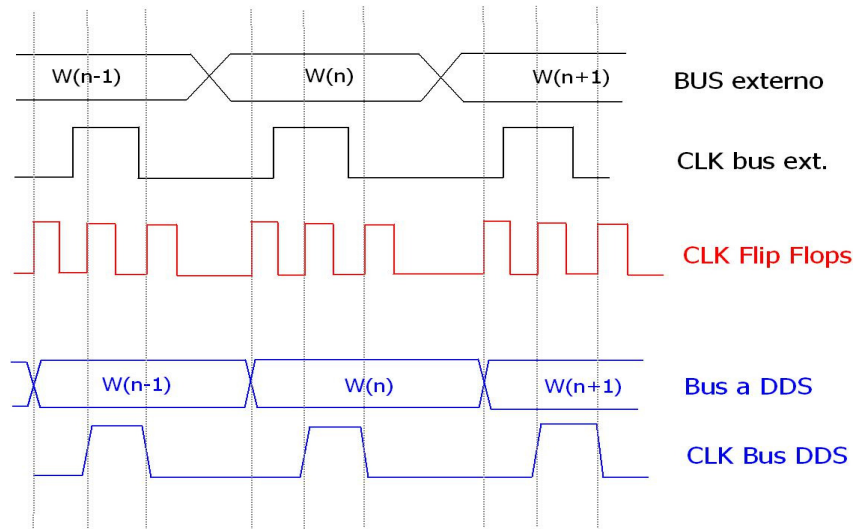 W(n-1) W(n) W(n+1) BUS externo
CLK bus ext.
CLK Flip Flops
W(n-1) W(n) W(n+1) Bus a DDS
CLK Bus DDS